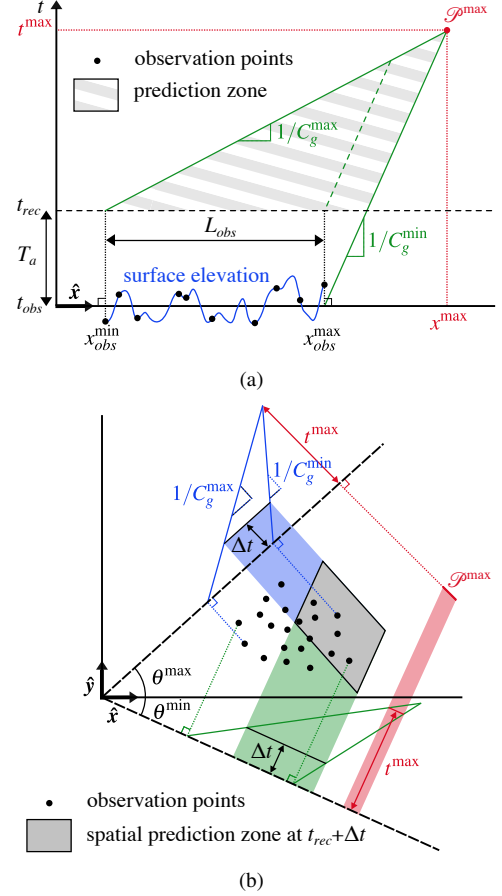 t
𝒫^max
t^max
observation points
prediction zone
1/C_g^max
t_rec
L_obs
1/C_g^min
T_a
surface elevation
x̂
t_obs
x_obs^min
x_obs^max
x^max
(a)
t^max
1/C_g^min
1/C_g^max
Δt
𝒫^max
θ^max
ŷ
x̂
θ^min
Δt
t^max
observation points
spatial prediction zone at t_rec+Δt
(b)